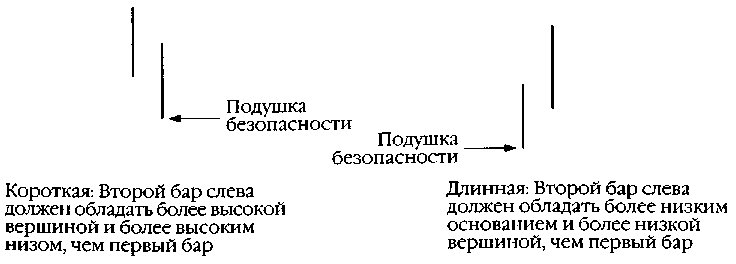 Подушка
безопасности
Подушка
безопасности
Короткая: Второй бар слева
должен обладать более высокой
вершиной и более высоким
низом, чем первый бар
Длинная: Второй бар слева
должен обладать более низким
основанием и более низкой
вершиной, чем первый бар